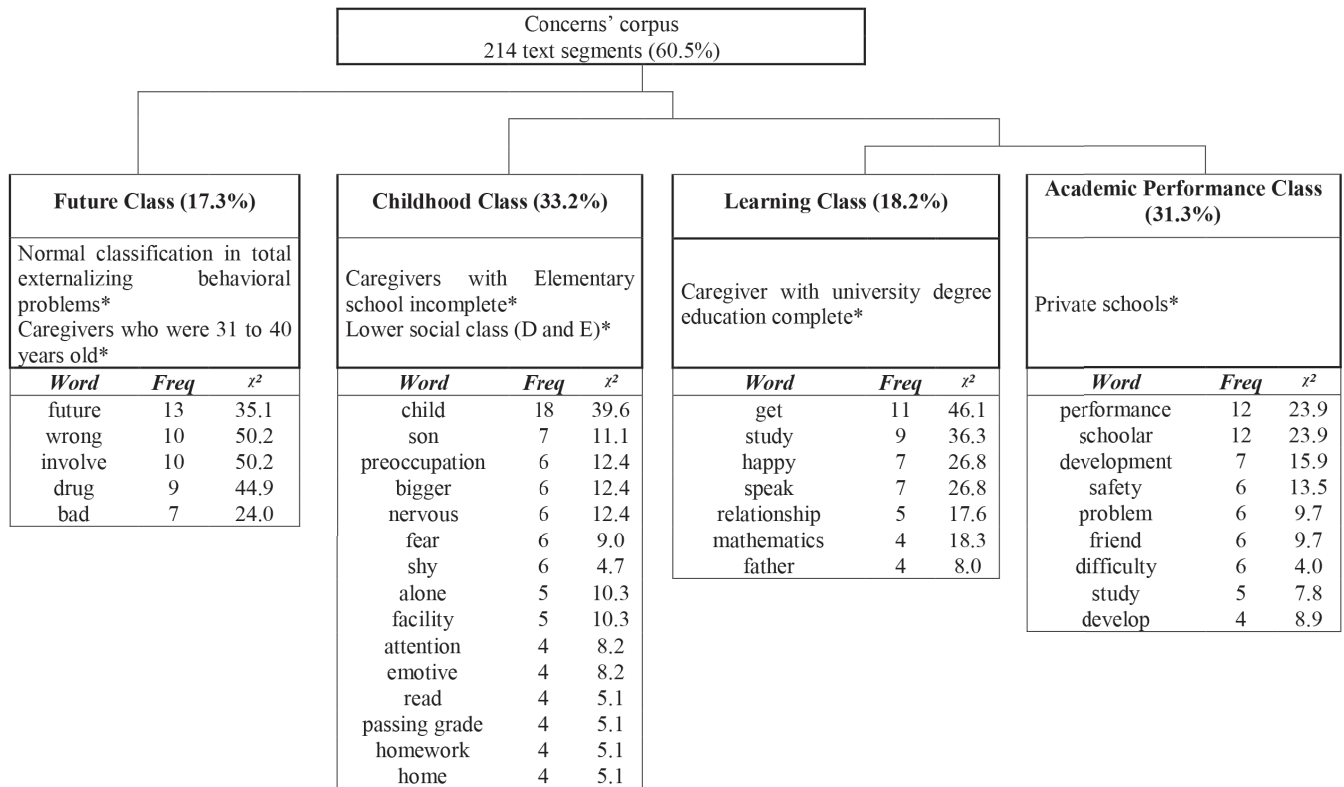 Concerns’ corpus
214 text segments (60.5%)
Future Class (17.3%)
Normal classification in total
externalizing behavioral
problems*
Caregivers who were 31 to 40
years old*
Word Freq χ²
future 13 35.1
wrong 10 50.2
involve 10 50.2
drug 9 44.9
bad 7 24.0
Childhood Class (33.2%)
Caregivers with Elementary
school incomplete*
Lower social class (D and E)*
Word Freq χ²
child 18 39.6
son 7 11.1
preoccupation 6 12.4
bigger 6 12.4
nervous 6 12.4
fear 6 9.0
shy 6 4.7
alone 5 10.3
facility 5 10.3
attention 4 8.2
emotive 4 8.2
read 4 5.1
passing grade 4 5.1
homework 4 5.1
home 4 5.1
Learning Class (18.2%)
Caregiver with university degree
education complete*
Word Freq χ²
get 11 46.1
study 9 36.3
happy 7 26.8
speak 7 26.8
relationship 5 17.6
mathematics 4 18.3
father 4 8.0
Academic Performance Class
(31.3%)
Private schools*
Word Freq χ²
performance 12 23.9
schoolar 12 23.9
development 7 15.9
safety 6 13.5
problem 6 9.7
friend 6 9.7
difficulty 6 4.0
study 5 7.8
develop 4 8.9